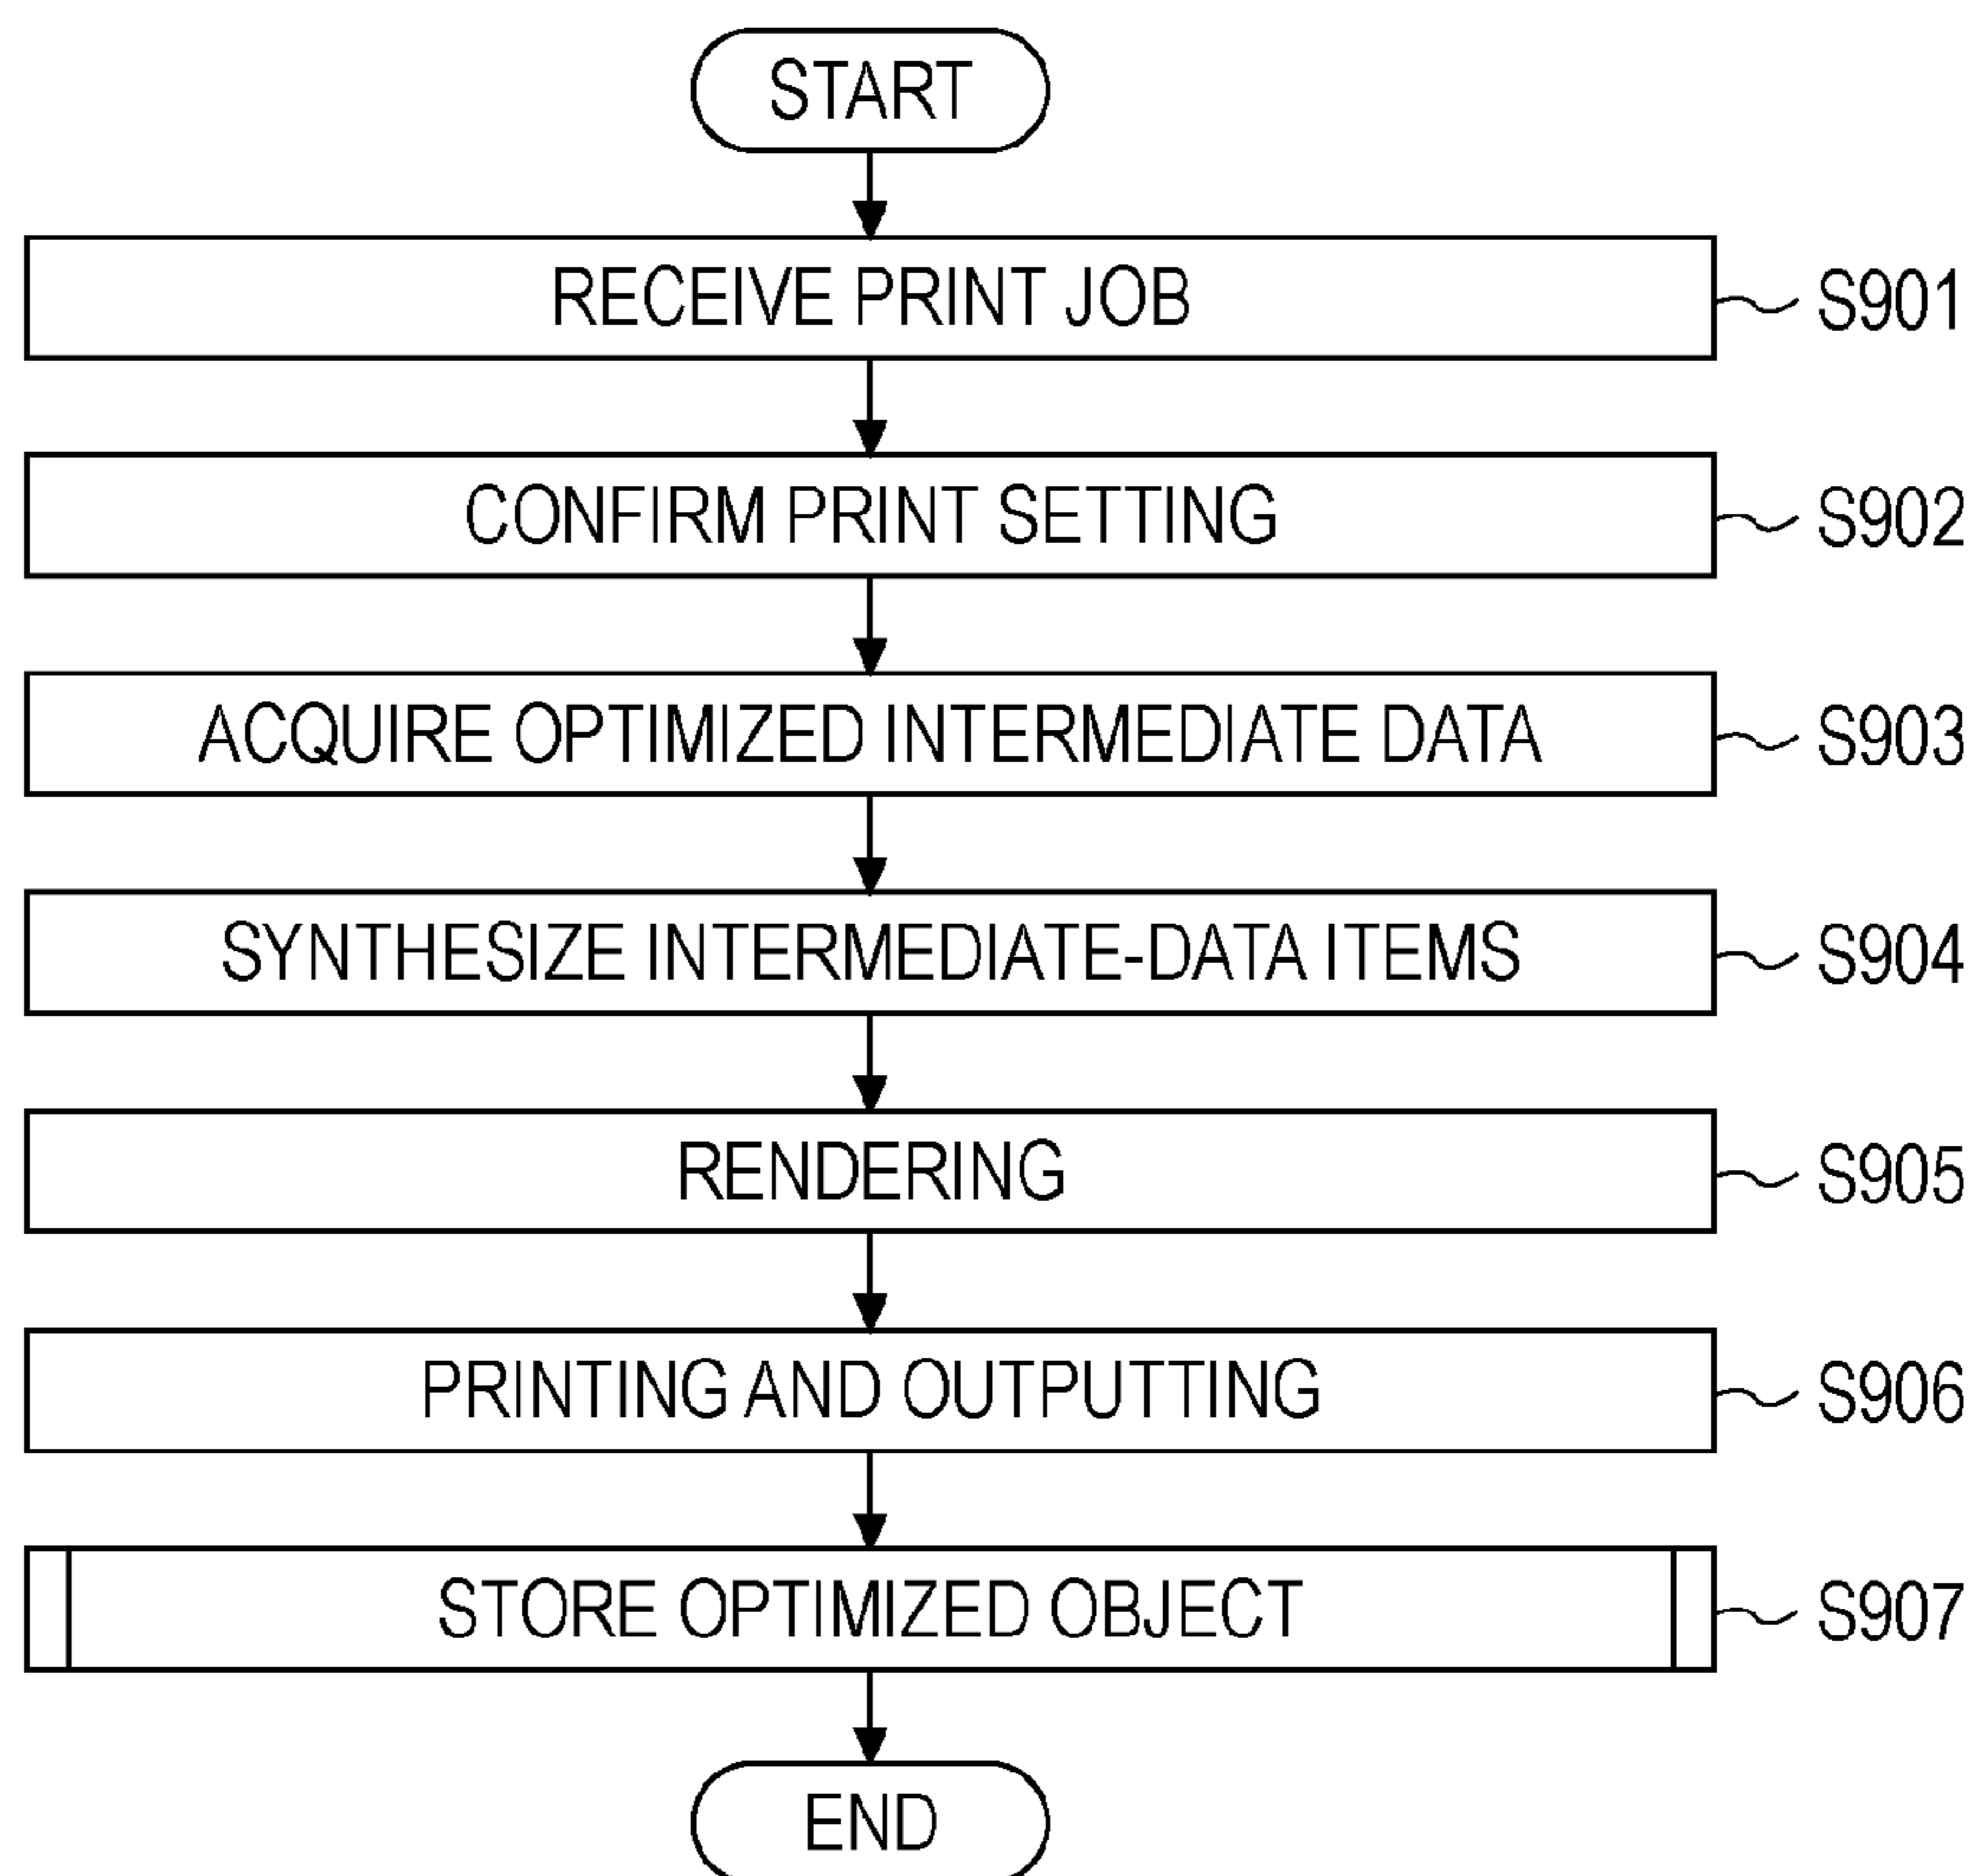 START
RECEIVE PRINT JOB S901
CONFIRM PRINT SETTING S902
ACQUIRE OPTIMIZED INTERMEDIATE DATA S903
SYNTHESIZE INTERMEDIATE-DATA ITEMS S904
RENDERING S905
PRINTING AND OUTPUTTING S906
STORE OPTIMIZED OBJECT S907
END